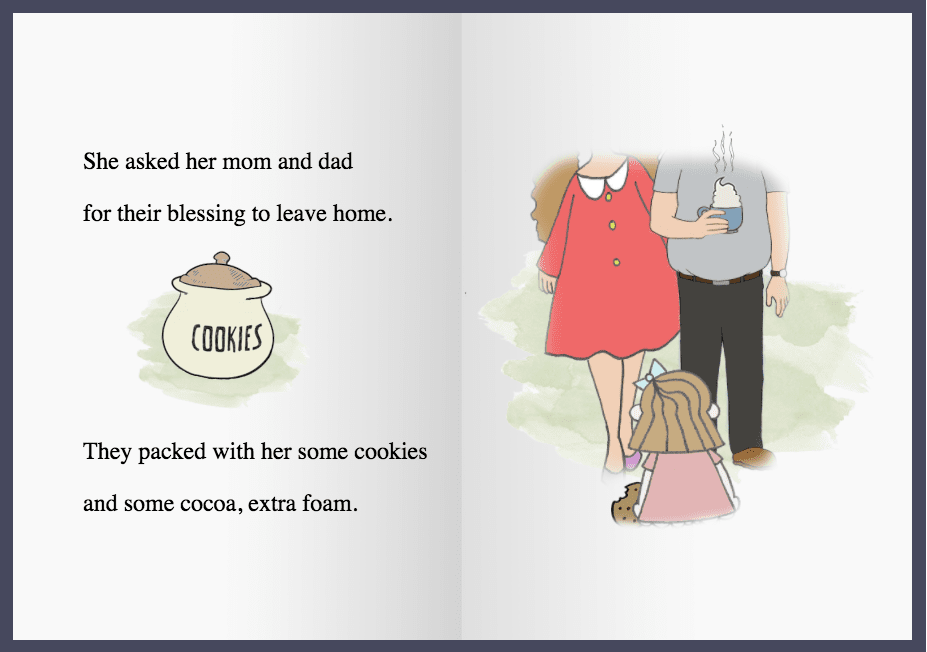 She asked her mom and dad
for their blessing to leave home.
COOKIES
They packed with her some cookies
and some cocoa, extra foam.